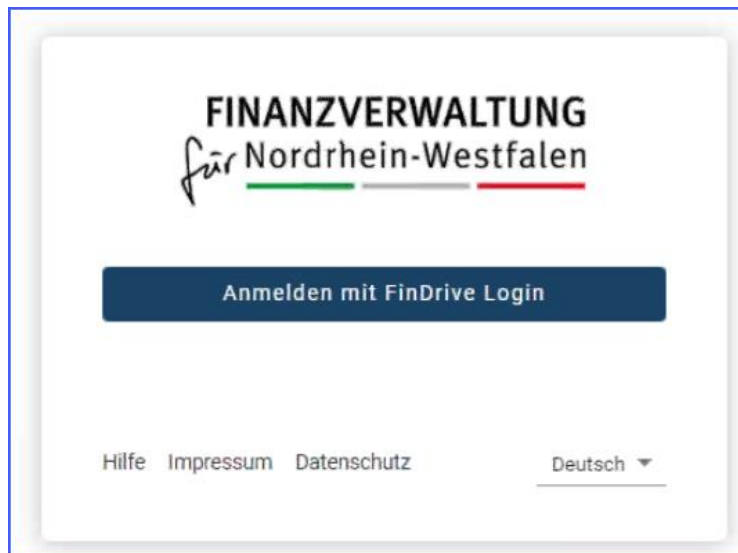 FINANZVERWALTUNG
für Nordrhein-Westfalen
Anmelden mit FinDrive Login
Hilfe Impressum Datenschutz Deutsch